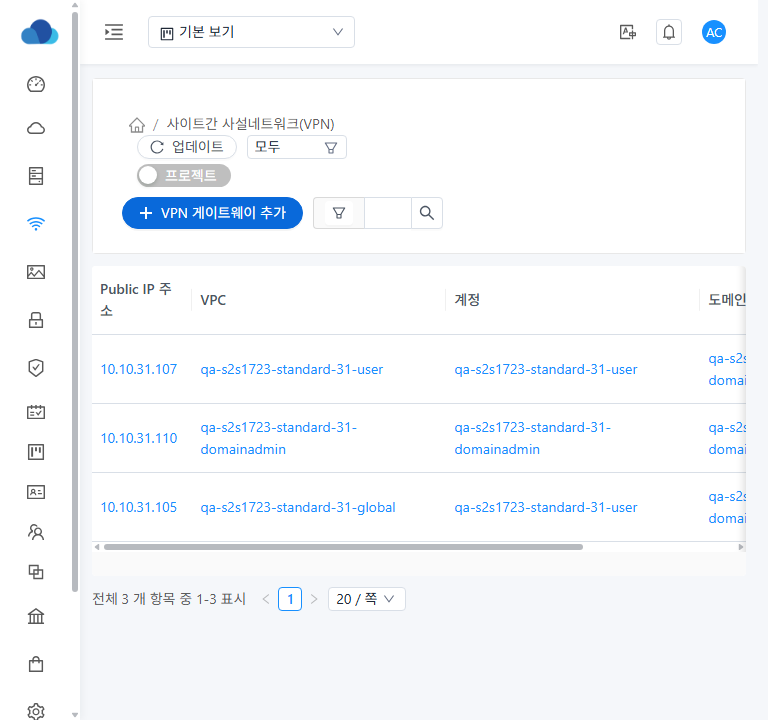 기본 보기
AC
/ 사이트간 사설네트워크(VPN)
업데이트 모두
프로젝트
VPN 게이트웨이 추가
Public IP 주소 VPC 계정 도메인
10.10.31.107 qa-s2s1723-standard-31-user qa-s2s1723-standard-31-user
10.10.31.110 qa-s2s1723-standard-31-domainadmin qa-s2s1723-standard-31-domainadmin
10.10.31.105 qa-s2s1723-standard-31-global qa-s2s1723-standard-31-user
전체 3 개 항목 중 1-3 표시 1 20 / 쪽